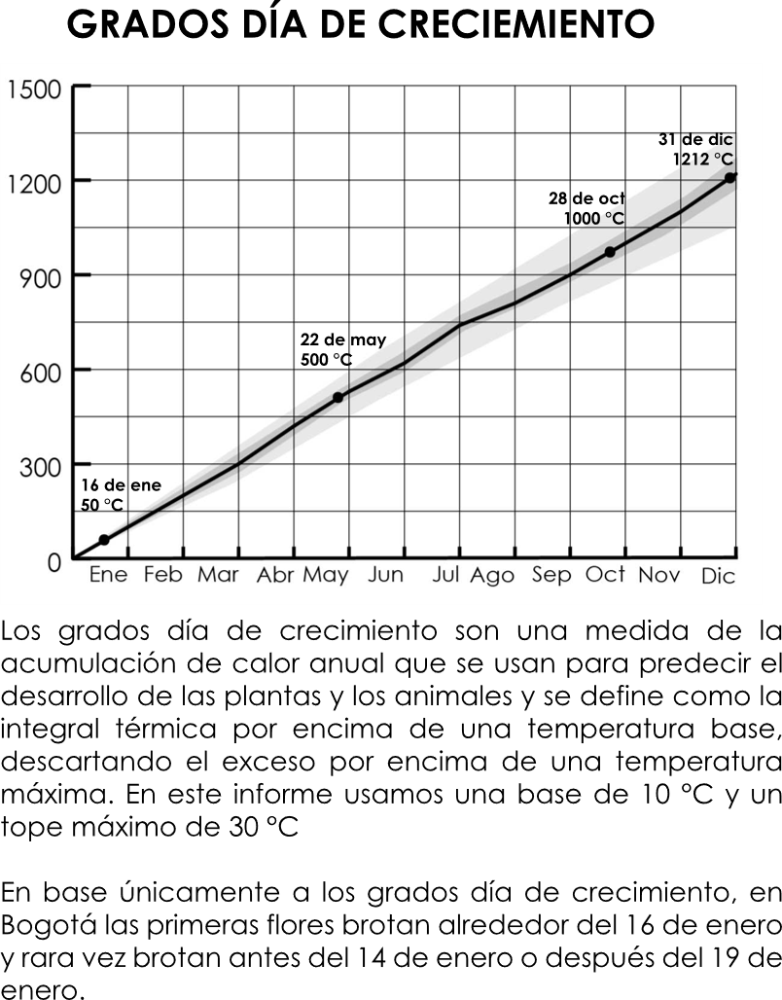 GRADOS DÍA DE CRECIEMIENTO
1500
1200
900
600
300
0
31 de dic
1212 °C
28 de oct
1000 °C
22 de may
500 °C
16 de ene
50 °C
Ene Feb Mar Abr May Jun Jul Ago Sep Oct Nov Dic
Los grados día de crecimiento son una medida de la
acumulación de calor anual que se usan para predecir el
desarrollo de las plantas y los animales y se define como la
integral térmica por encima de una temperatura base,
descartando el exceso por encima de una temperatura
máxima. En este informe usamos una base de 10 °C y un
tope máximo de 30 °C
En base únicamente a los grados día de crecimiento, en
Bogotá las primeras flores brotan alrededor del 16 de enero
y rara vez brotan antes del 14 de enero o después del 19 de
enero.